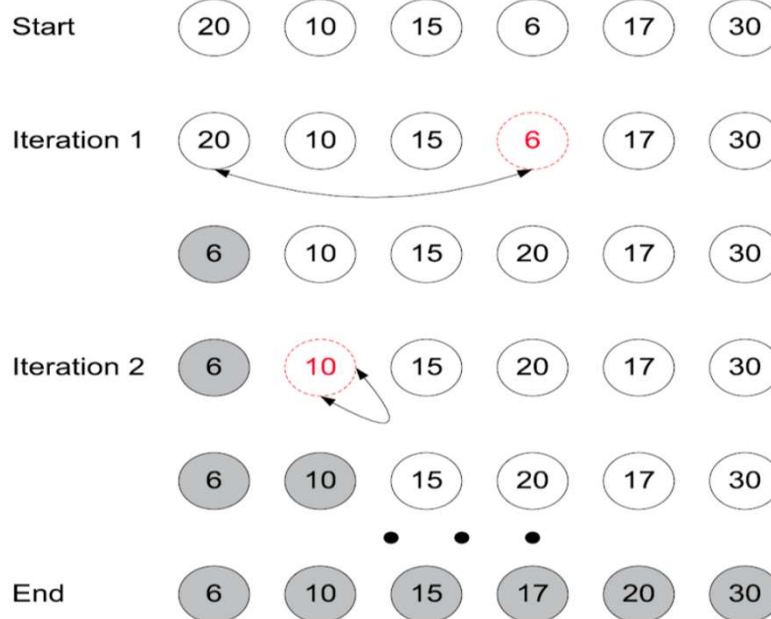 Start 20 10 15 6 17 30
Iteration 1 20 10 15 6 17 30
6 10 15 20 17 30
Iteration 2 6 10 15 20 17 30
6 10 15 20 17 30
End 6 10 15 17 20 30